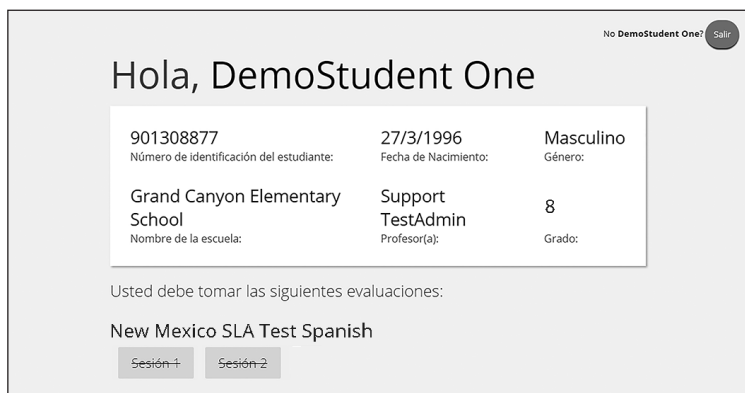 No DemoStudent One?
Salir
Hola, DemoStudent One
901308877
Número de identificación del estudiante:
27/3/1996
Fecha de Nacimiento:
Masculino
Género:
Grand Canyon Elementary
School
Nombre de la escuela:
Support
TestAdmin
Profesor(a):
8
Grado:
Usted debe tomar las siguientes evaluaciones:
New Mexico SLA Test Spanish
Sesión 1
Sesión 2